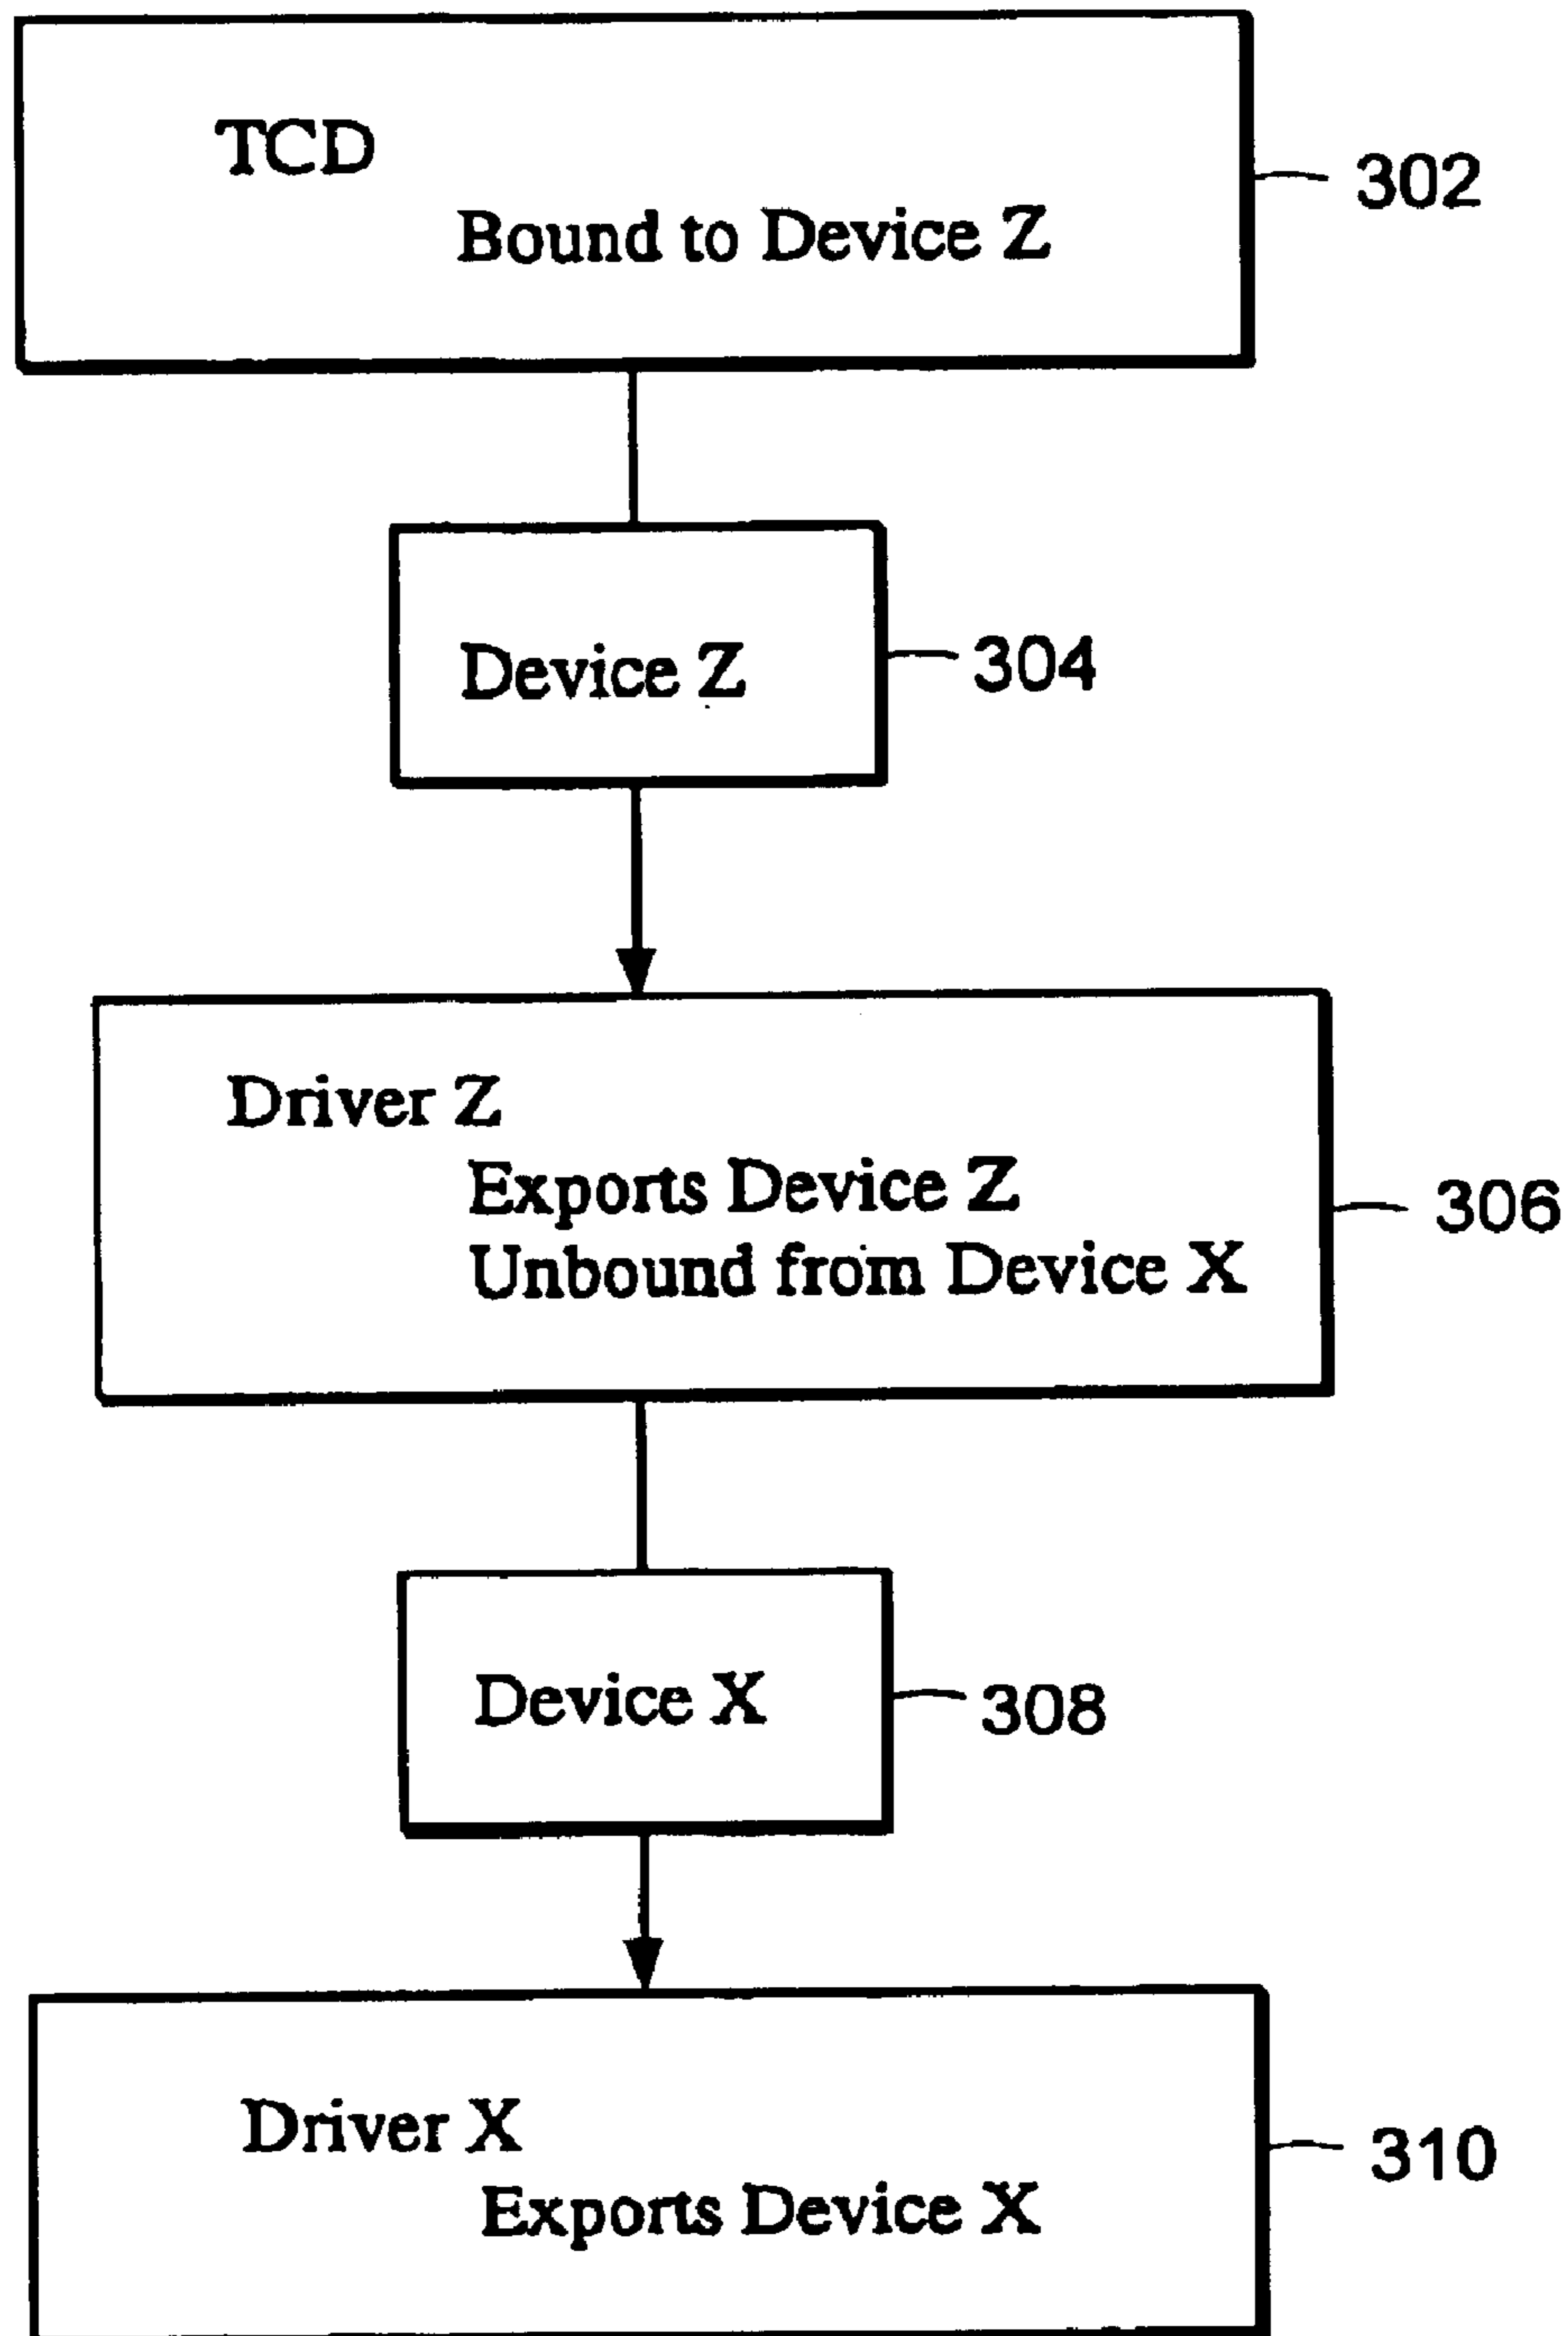 TCD
Bound to Device Z
302
Device Z
304
Driver Z
Exports Device Z
Unbound from Device X
306
Device X
308
Driver X
Exports Device X
310